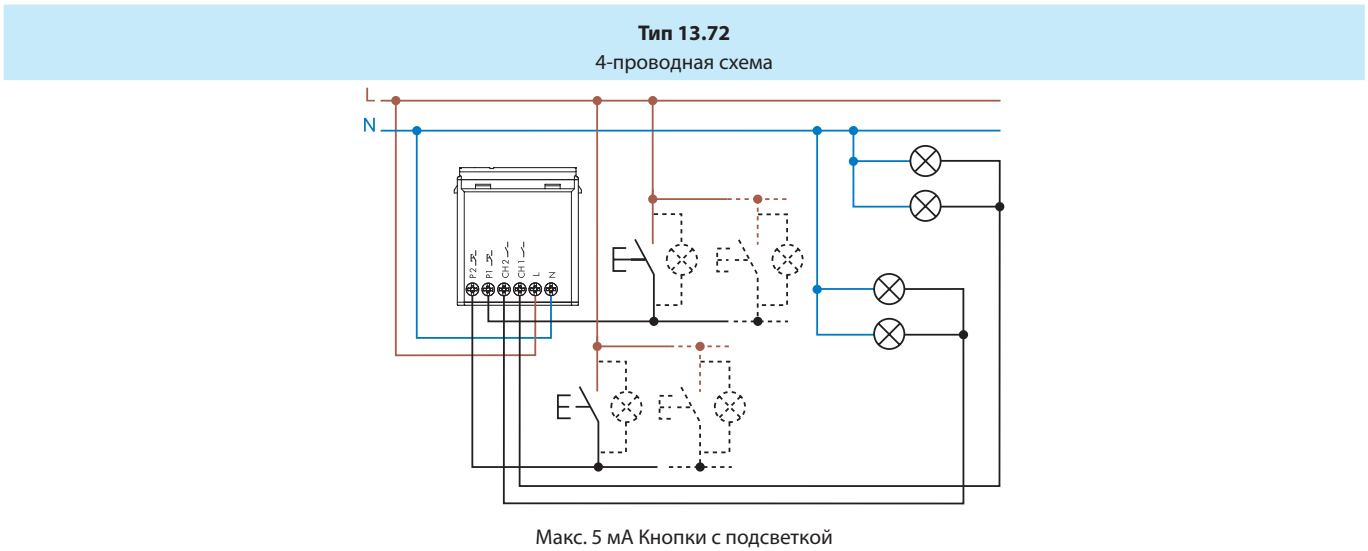 Тип 13.72
4-проводная схема
L
N
P2
P1
CH2
CH1
L
N
Макс. 5 мА Кнопки с подсветкой